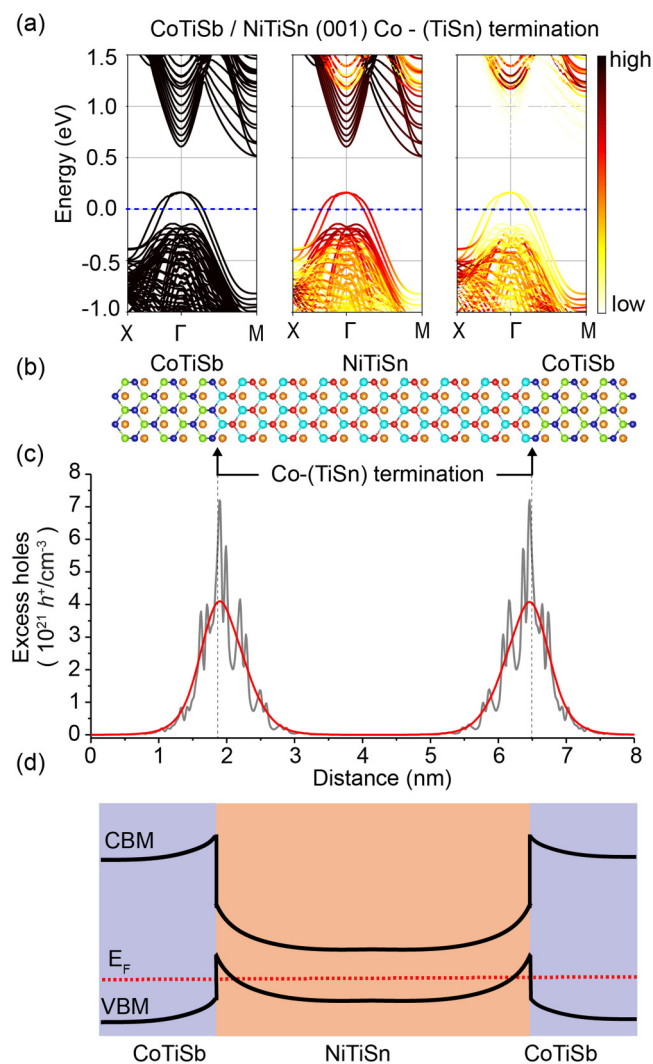 (a) CoTiSb / NiTiSn (001) Co - (TiSn) termination
Energy (eV)
1.5
1.0
0.5
0.0
-0.5
-1.0
X Γ M X Γ M X Γ M
high
low
(b) CoTiSb NiTiSn CoTiSb
(c) Co-(TiSn) termination
Excess holes
( 10²¹ h⁺/cm⁻³ )
8
7
6
5
4
3
2
1
0
0 1 2 3 4 5 6 7 8
Distance (nm)
(d)
CBM
E_F
VBM
CoTiSb NiTiSn CoTiSb